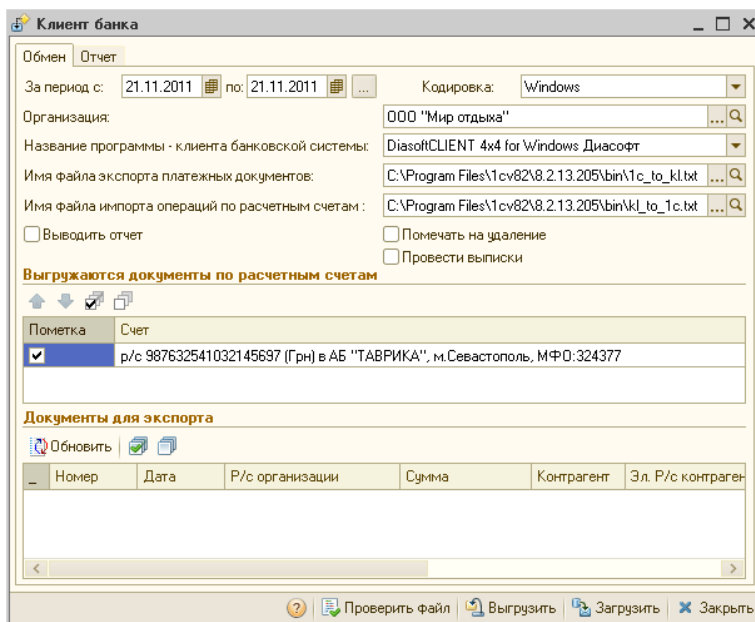 Клиент банка
Обмен Отчет
За период с: 21.11.2011 по: 21.11.2011 ... Кодировка: Windows
Организация: ООО "Мир отдыха" ...
Название программы - клиента банковской системы: DiasoftCLIENT 4x4 for Windows Диасофт
Имя файла экспорта платежных документов: C:\Program Files\1cv82\8.2.13.205\bin\1c_to_kl.txt ...
Имя файла импорта операций по расчетным счетам : C:\Program Files\1cv82\8.2.13.205\bin\kl_to_1c.txt ...
Выводить отчет Помечать на удаление
Провести выписки
Выгружаются документы по расчетным счетам
Пометка Счет
р/с 987632541032145697 (Грн) в АБ "ТАВРИКА", м.Севастополь, МФО:324377
Документы для экспорта
Обновить
_ Номер Дата Р/с организации Сумма Контрагент Эл. Р/с контраген
? Проверить файл Выгрузить Загрузить Закрыть